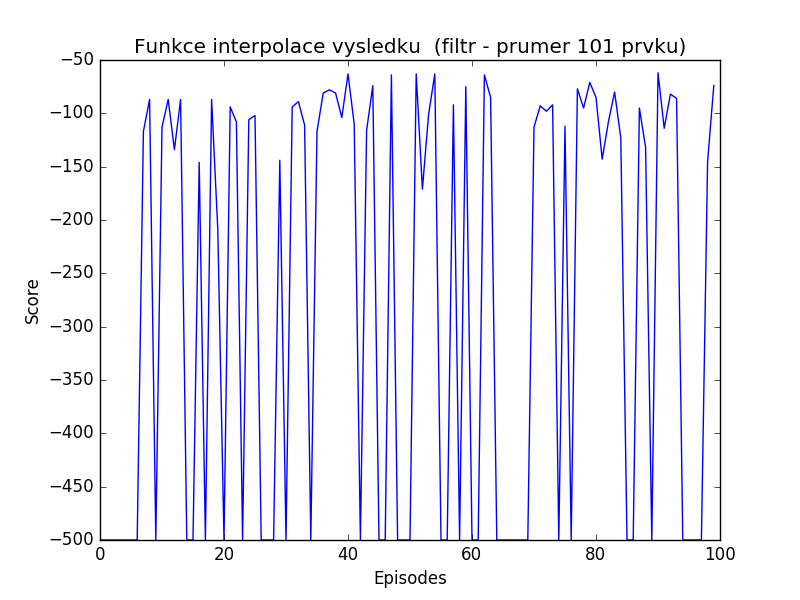 Funkce interpolace vysledku  (filtr - prumer 101 prvku)
−50
−100
−150
−200
−250
−300
−350
−400
−450
−500
Score
0 20 40 60 80 100
Episodes